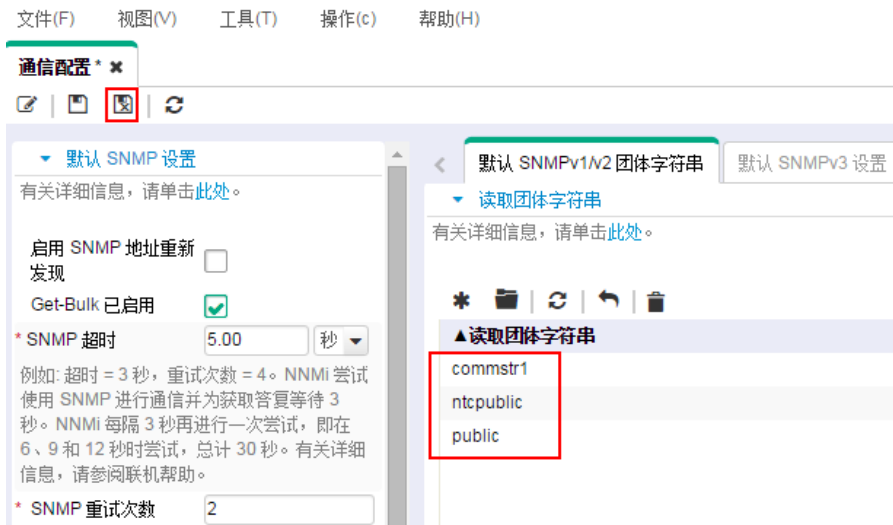 文件(F) 视图(V) 工具(T) 操作(c) 帮助(H)
通信配置 * ✖
默认 SNMP 设置
有关详细信息，请单击此处。
启用 SNMP 地址重新
发现
Get-Bulk 已启用
* SNMP 超时 5.00 秒
例如: 超时 = 3 秒，重试次数 = 4。NNMi 尝试
使用 SNMP 进行通信并为获取答复等待 3
秒。NNMi 每隔 3 秒再进行一次尝试，即在
6、9 和 12 秒时尝试，总计 30 秒。有关详细
信息，请参阅联机帮助。
* SNMP 重试次数 2
默认 SNMPv1/v2 团体字符串 默认 SNMPv3 设置
读取团体字符串
有关详细信息，请单击此处。
▲读取团体字符串
commstr1
ntcpublic
public